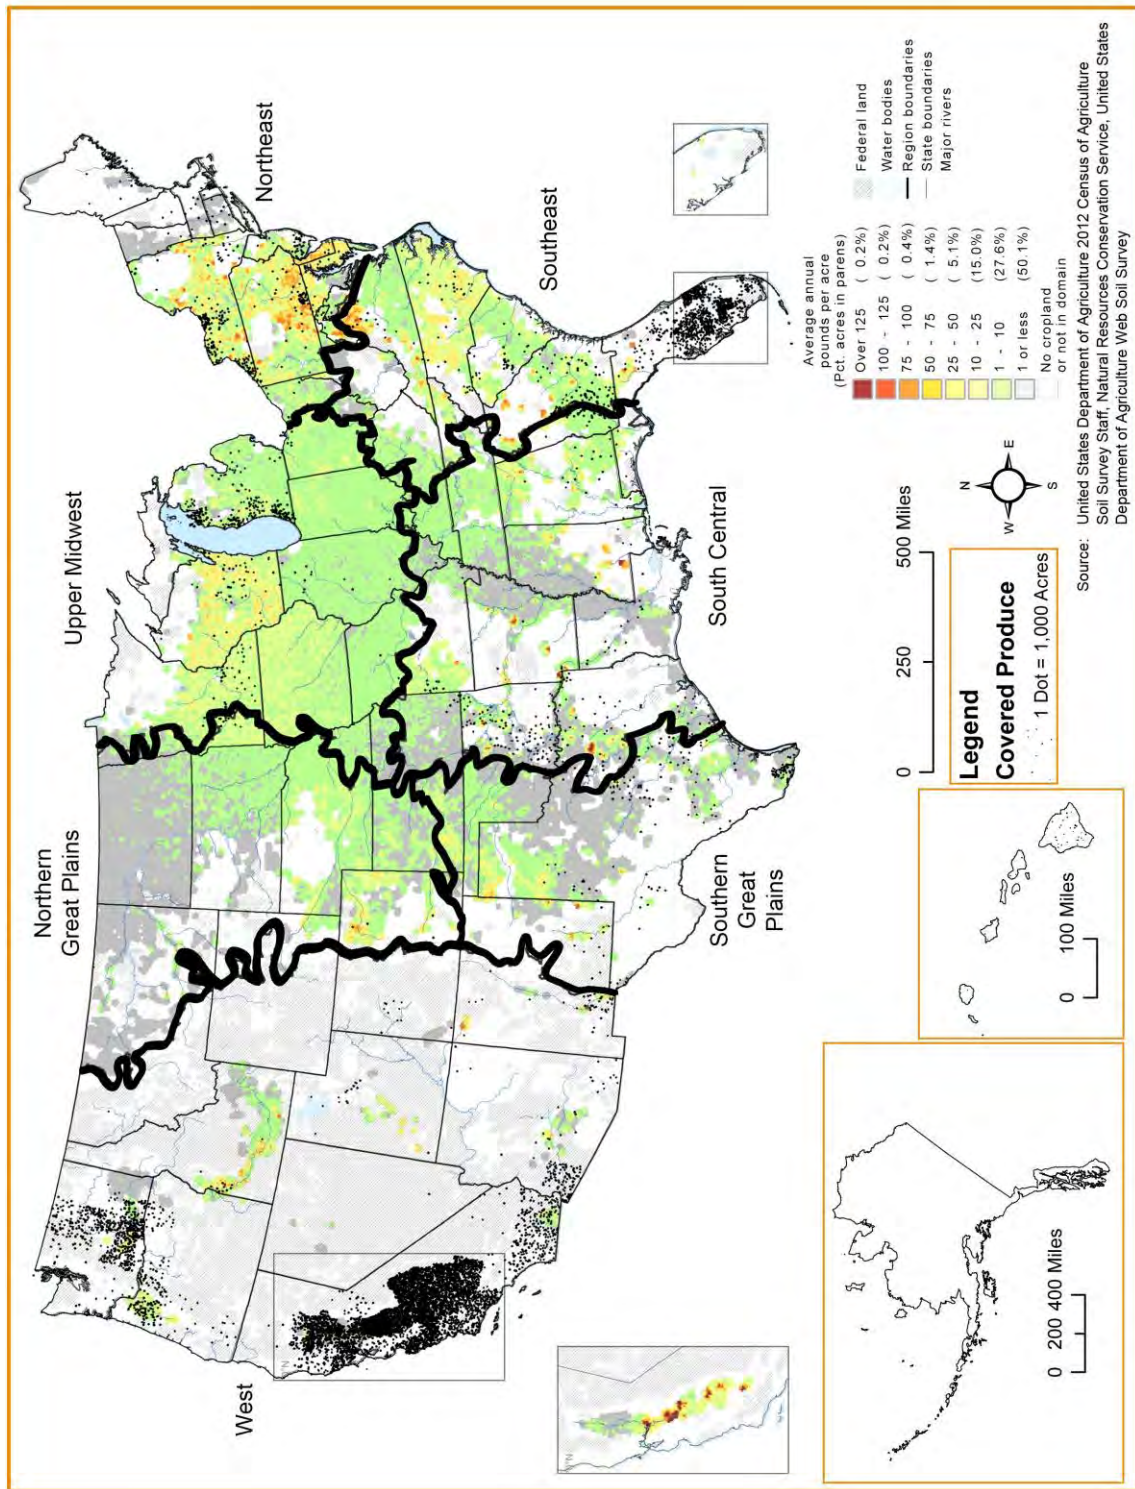 Northern
Great Plains
Upper Midwest
Northeast
West
Southern
Great
Plains
South Central
Southeast
Average annual
pounds per acre
(Pct. acres in parens)
Over 125 ( 0.2%)
100 - 125 ( 0.2%)
75 - 100 ( 0.4%)
50 - 75 ( 1.4%)
25 - 50 ( 5.1%)
10 - 25 (15.0%)
1 - 10 (27.6%)
1 or less (50.1%)
No cropland
or not in domain
Federal land
Water bodies
Region boundaries
State boundaries
Major rivers
0 200 400 Miles
0 100 Miles
0 250 500 Miles
Legend
Covered Produce
1 Dot = 1,000 Acres
N
W
E
S
Source: United States Department of Agriculture 2012 Census of Agriculture
Soil Survey Staff, Natural Resources Conservation Service, United States
Department of Agriculture Web Soil Survey